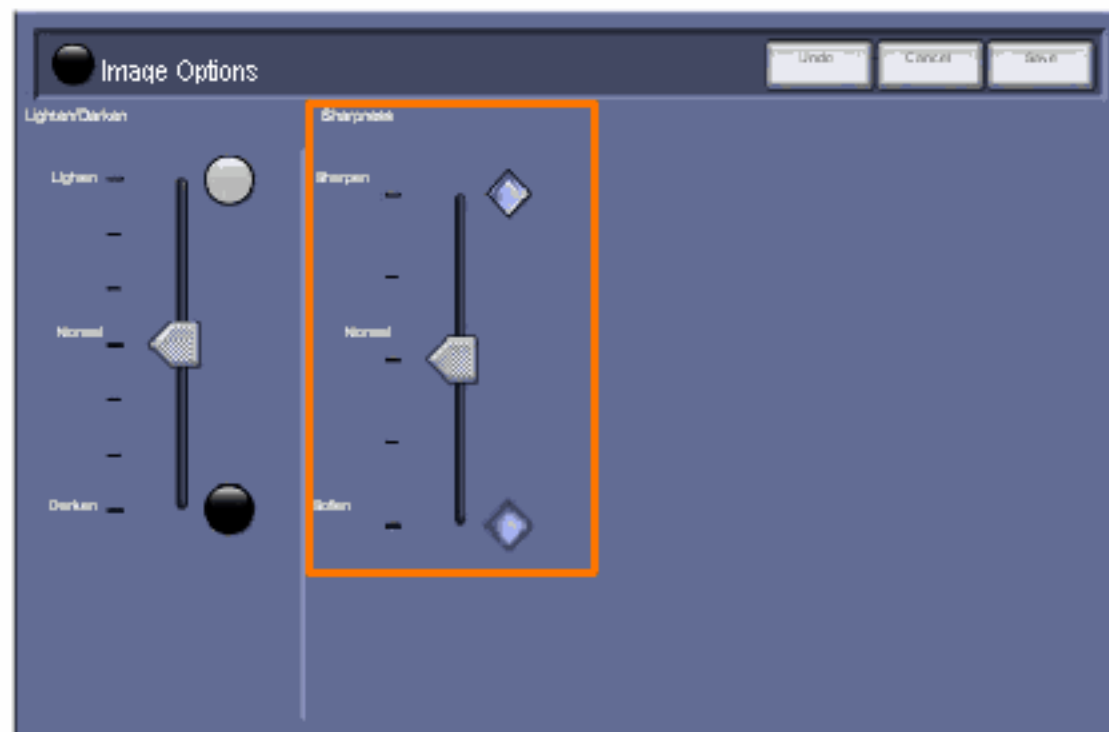 Image Options
Undo
Cancel
Save
Lighten/Darken
Lighten
Normal
Darken
Sharpness
Sharpen
Normal
Soften